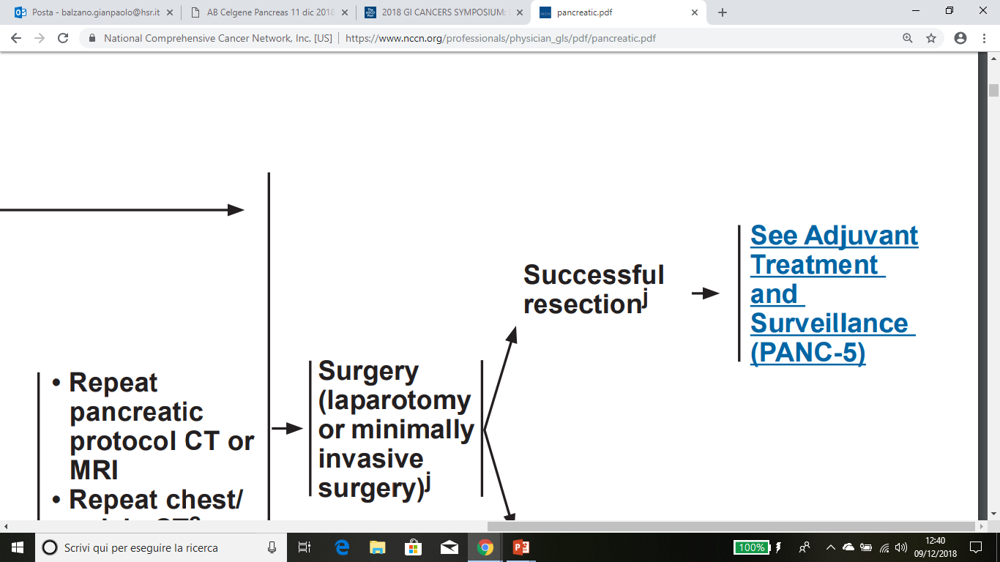 Posta - balzano.gianpaolo@hsr.it
AB Celgene Pancreas 11 dic 2018
2018 GI CANCERS SYMPOSIUM:
pancreatic.pdf
National Comprehensive Cancer Network, Inc. [US]
https://www.nccn.org/professionals/physician_gls/pdf/pancreatic.pdf
See Adjuvant
Treatment
and
Surveillance
(PANC-5)
Successful
resectionj
Surgery
(laparotomy
or minimally
invasive
surgery)j
• Repeat
pancreatic
protocol CT or
MRI
• Repeat chest/
Scrivi qui per eseguire la ricerca
100%
12:40
09/12/2018